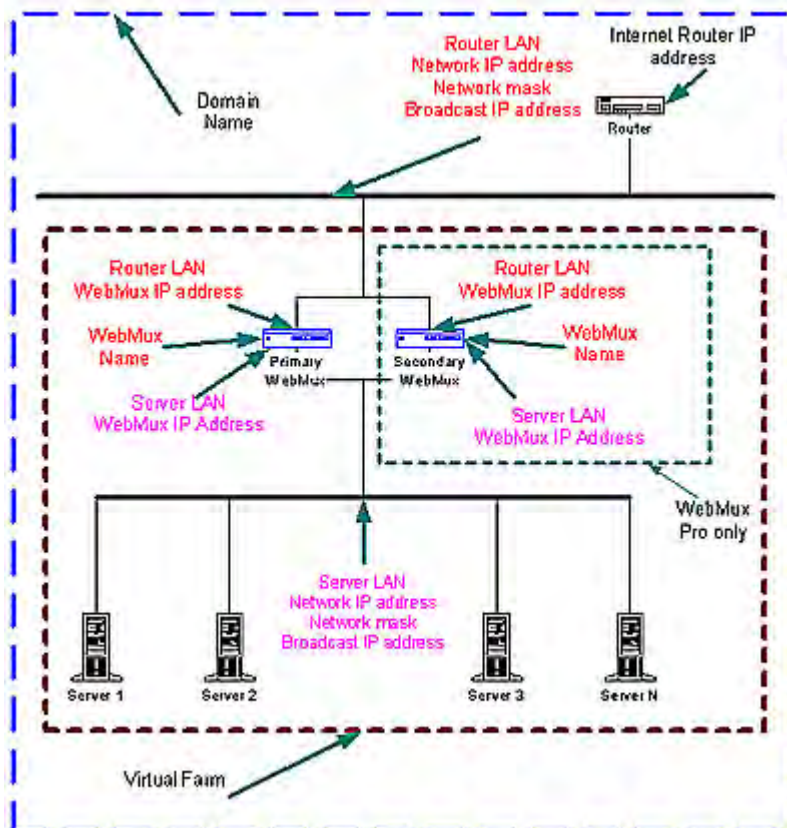 Router LAN
Network IP address
Network mask
Broadcast IP address
Internet Router IP
address
Domain
Name
Router
Router LAN
WebMux IP address
Router LAN
WebMux IP address
WebMux
Name
Primary
WebMux
Secondary
WebMux
WebMux
Name
Server LAN
WebMux IP Address
Server LAN
WebMux IP Address
WebMux
Pro only
Server LAN
Network IP address
Network mask
Broadcast IP address
Server 1
Server 2
Server 3
Server N
Virtual Farm